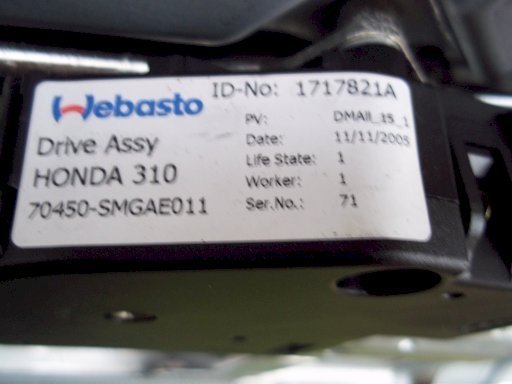 Webasto ID-No: 1717821A
Drive Assy
HONDA 310
70450-SMGAE011
PV: DMAll_15_1
Date: 11/11/2005
Life State: 1
Worker: 1
Ser.No.: 71